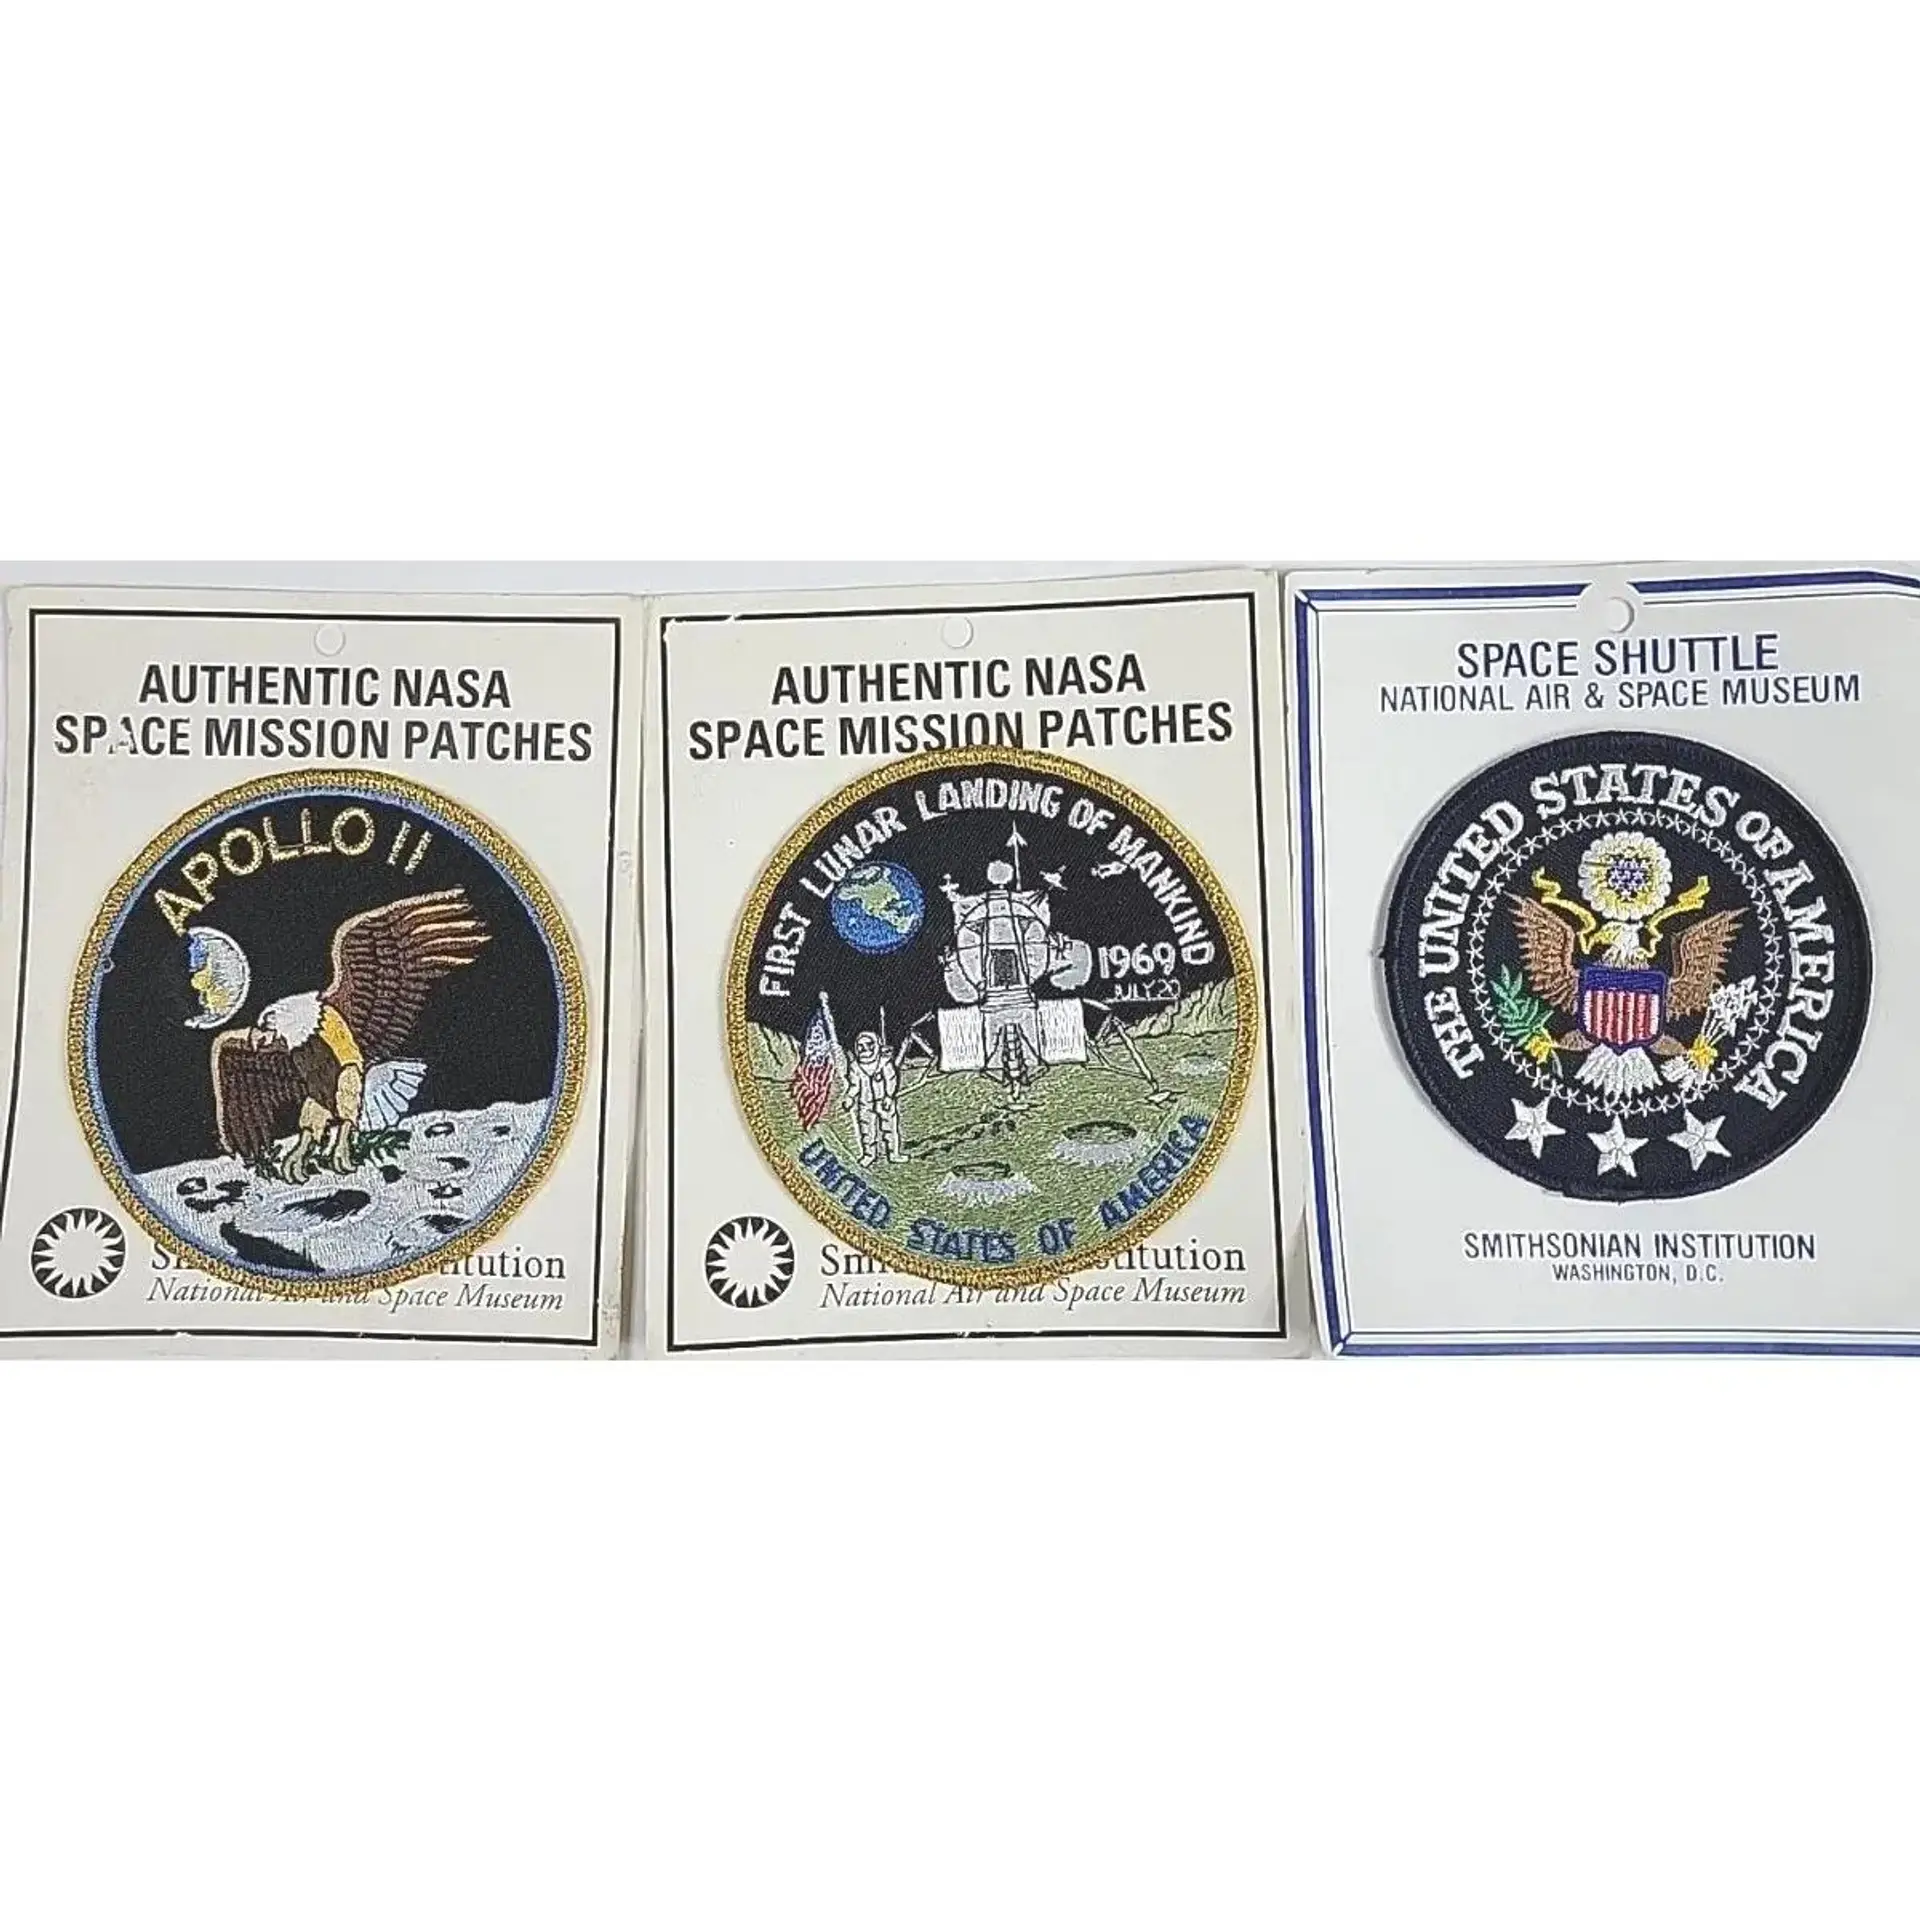 AUTHENTIC NASA
SPACE MISSION PATCHES
APOLLO 11
National Air and Space Museum
AUTHENTIC NASA
SPACE MISSION PATCHES
FIRST LUNAR LANDING OF MANKIND
1969
JULY 20
UNITED STATES OF AMERICA
National Air and Space Museum
SPACE SHUTTLE
NATIONAL AIR & SPACE MUSEUM
THE UNITED STATES OF AMERICA
SMITHSONIAN INSTITUTION
WASHINGTON, D.C.